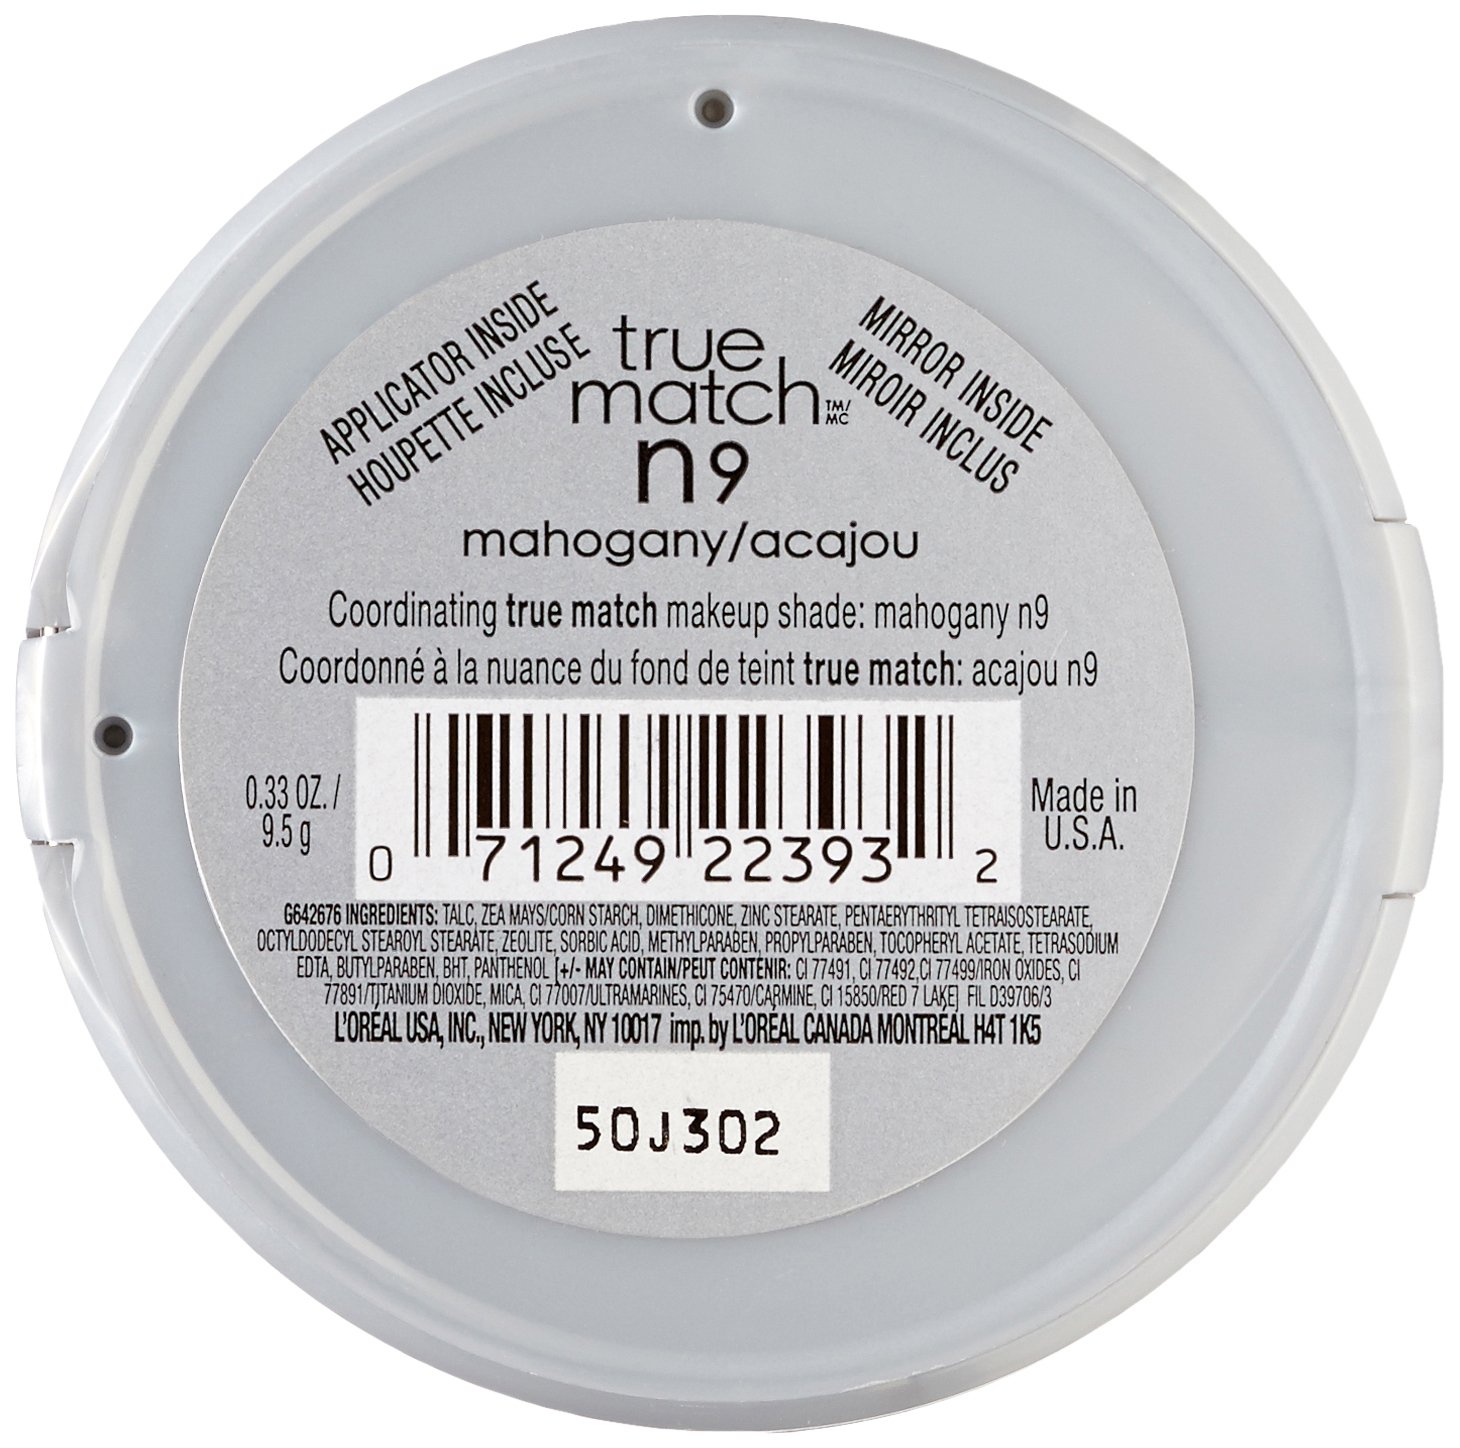 APPLICATOR INSIDE
HOUPETTE INCLUSE
true
match TM/MC
MIRROR INSIDE
MIROIR INCLUS
n9
mahogany/acajou
Coordinating true match makeup shade: mahogany n9
Coordonné à la nuance du fond de teint true match: acajou n9
0.33 OZ. /
9.5 g
0 71249 22393 2
Made in
U.S.A.
G642676 INGREDIENTS: TALC, ZEA MAYS/CORN STARCH, DIMETHICONE, ZINC STEARATE, PENTAERYTHRITYL TETRAISOSTEARATE,
OCTYLDODECYL STEAROYL STEARATE, ZEOLITE, SORBIC ACID, METHYLPARABEN, PROPYLPARABEN, TOCOPHERYL ACETATE, TETRASODIUM
EDTA, BUTYLPARABEN, BHT, PANTHENOL [+/- MAY CONTAIN/PEUT CONTENIR: CI 77491, CI 77492,CI 77499/IRON OXIDES, CI
77891/TITANIUM DIOXIDE, MICA, CI 77007/ULTRAMARINES, CI 75470/CARMINE, CI 15850/RED 7 LAKE] FIL D39706/3
L'ORÉAL USA, INC., NEW YORK, NY 10017 imp. by L'ORÉAL CANADA MONTRÉAL H4T 1K5
50J302